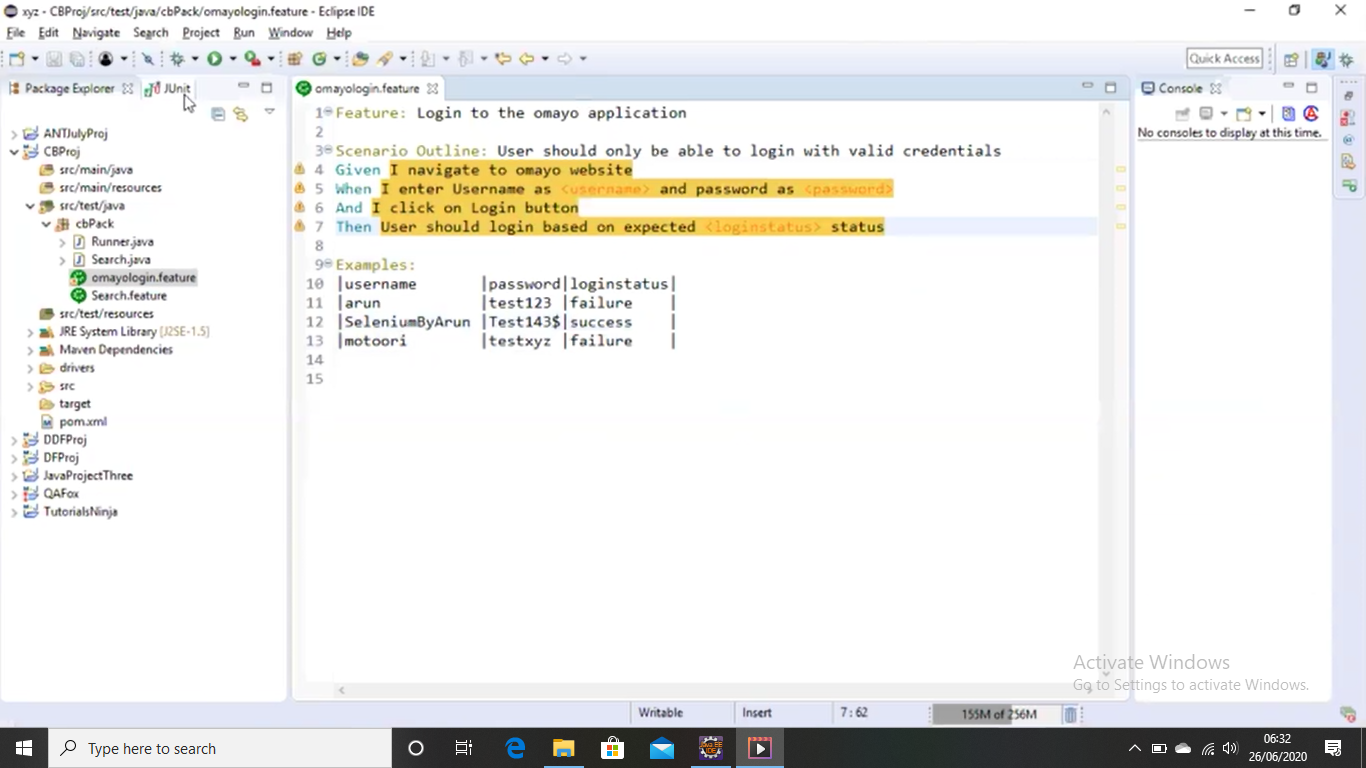 xyz - CBProj/src/test/java/cbPack/omayologin.feature - Eclipse IDE
File Edit Navigate Search Project Run Window Help
Quick Access
Package Explorer JUnit
ANTJulyProj
CBProj
src/main/java
src/main/resources
src/test/java
cbPack
Runner.java
Search.java
omayologin.feature
Search.feature
src/test/resources
JRE System Library [J2SE-1.5]
Maven Dependencies
drivers
src
target
pom.xml
DDFProj
DFProj
JavaProjectThree
QAFox
TutorialsNinja
omayologin.feature
1 Feature: Login to the omayo application
2
3 Scenario Outline: User should only be able to login with valid credentials
4 Given I navigate to omayo website
5 When I enter Username as <username> and password as <password>
6 And I click on Login button
7 Then User should login based on expected <loginstatus> status
8
9 Examples:
10 |username |password|loginstatus|
11 |arun |test123 |failure |
12 |SeleniumByArun |Test143$|success |
13 |motoori |testxyz |failure |
14
15
Console
No consoles to display at this time.
Activate Windows
Go to Settings to activate Windows.
Writable Insert 7 : 62 155M of 256M
Type here to search
06:32
26/06/2020